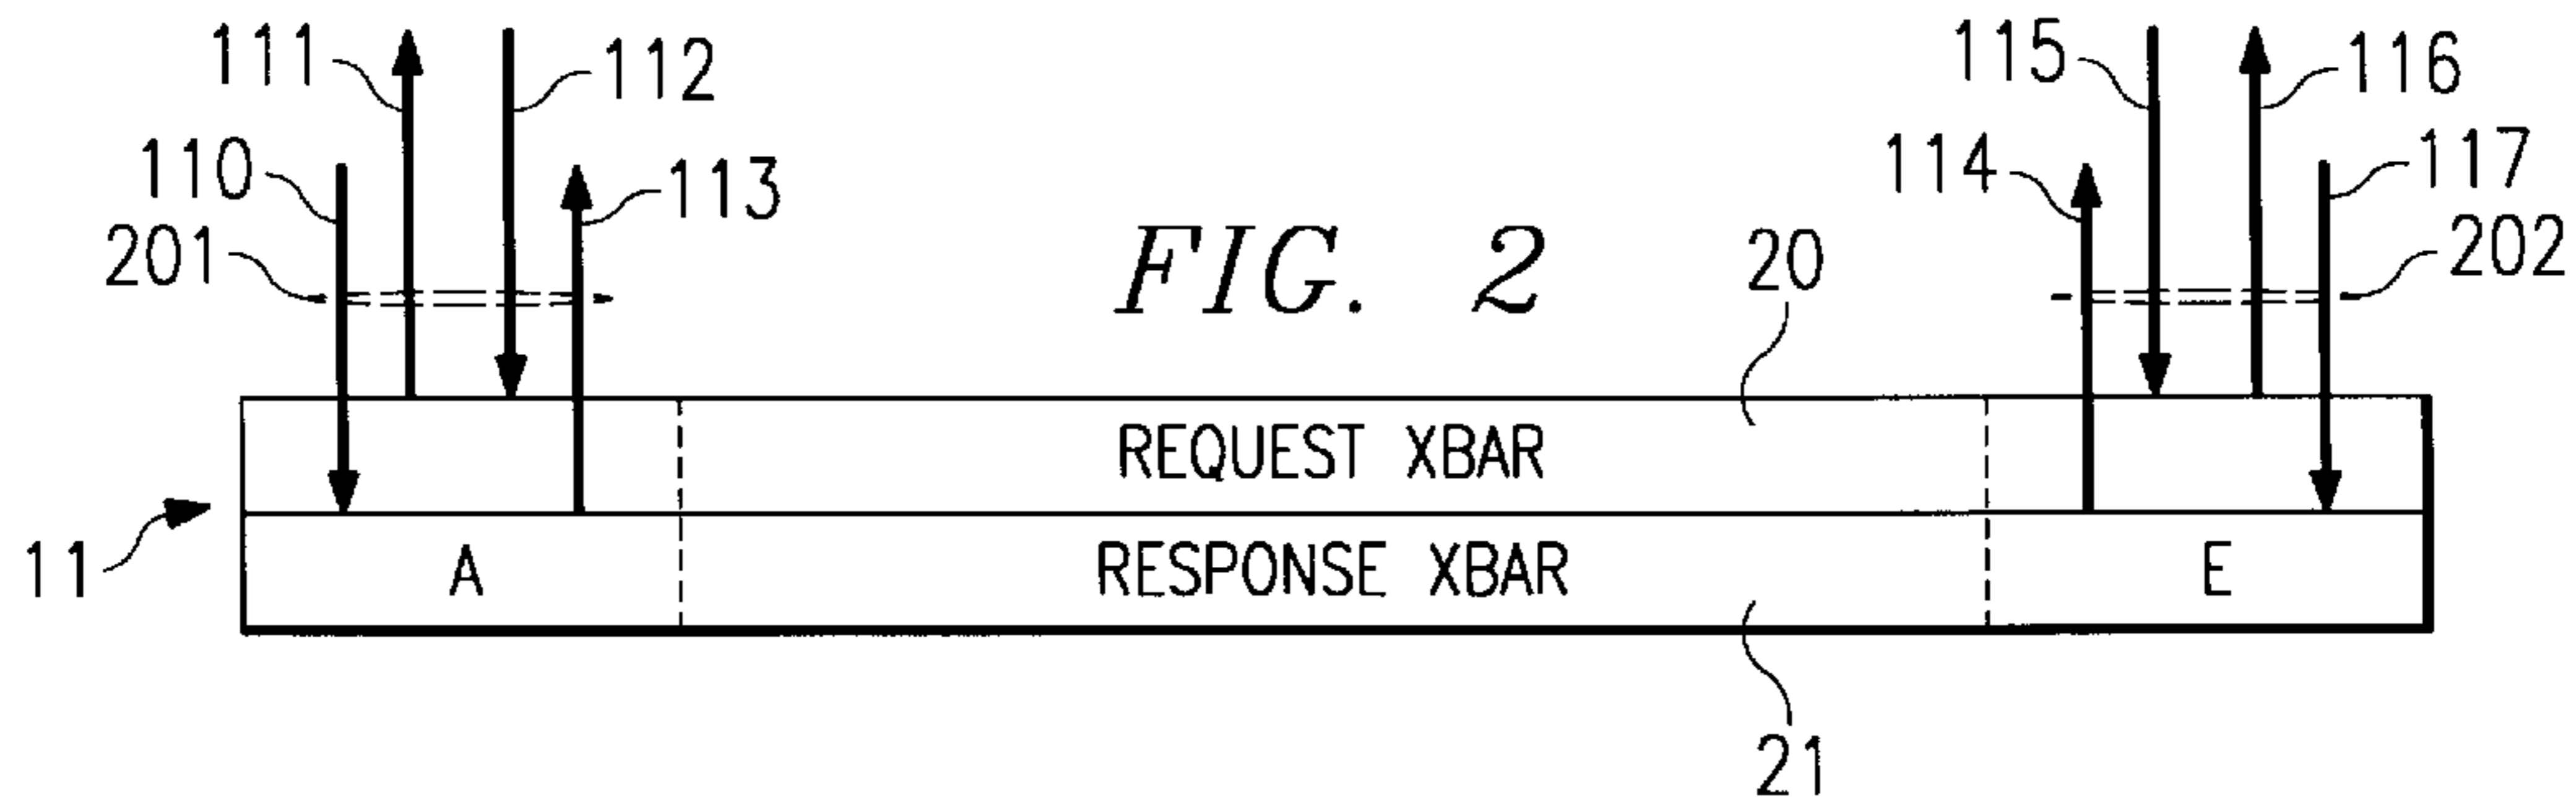 111 112 115 116
110 113 114 117
201 FIG. 2 20 202
REQUEST XBAR
11 A RESPONSE XBAR E
21